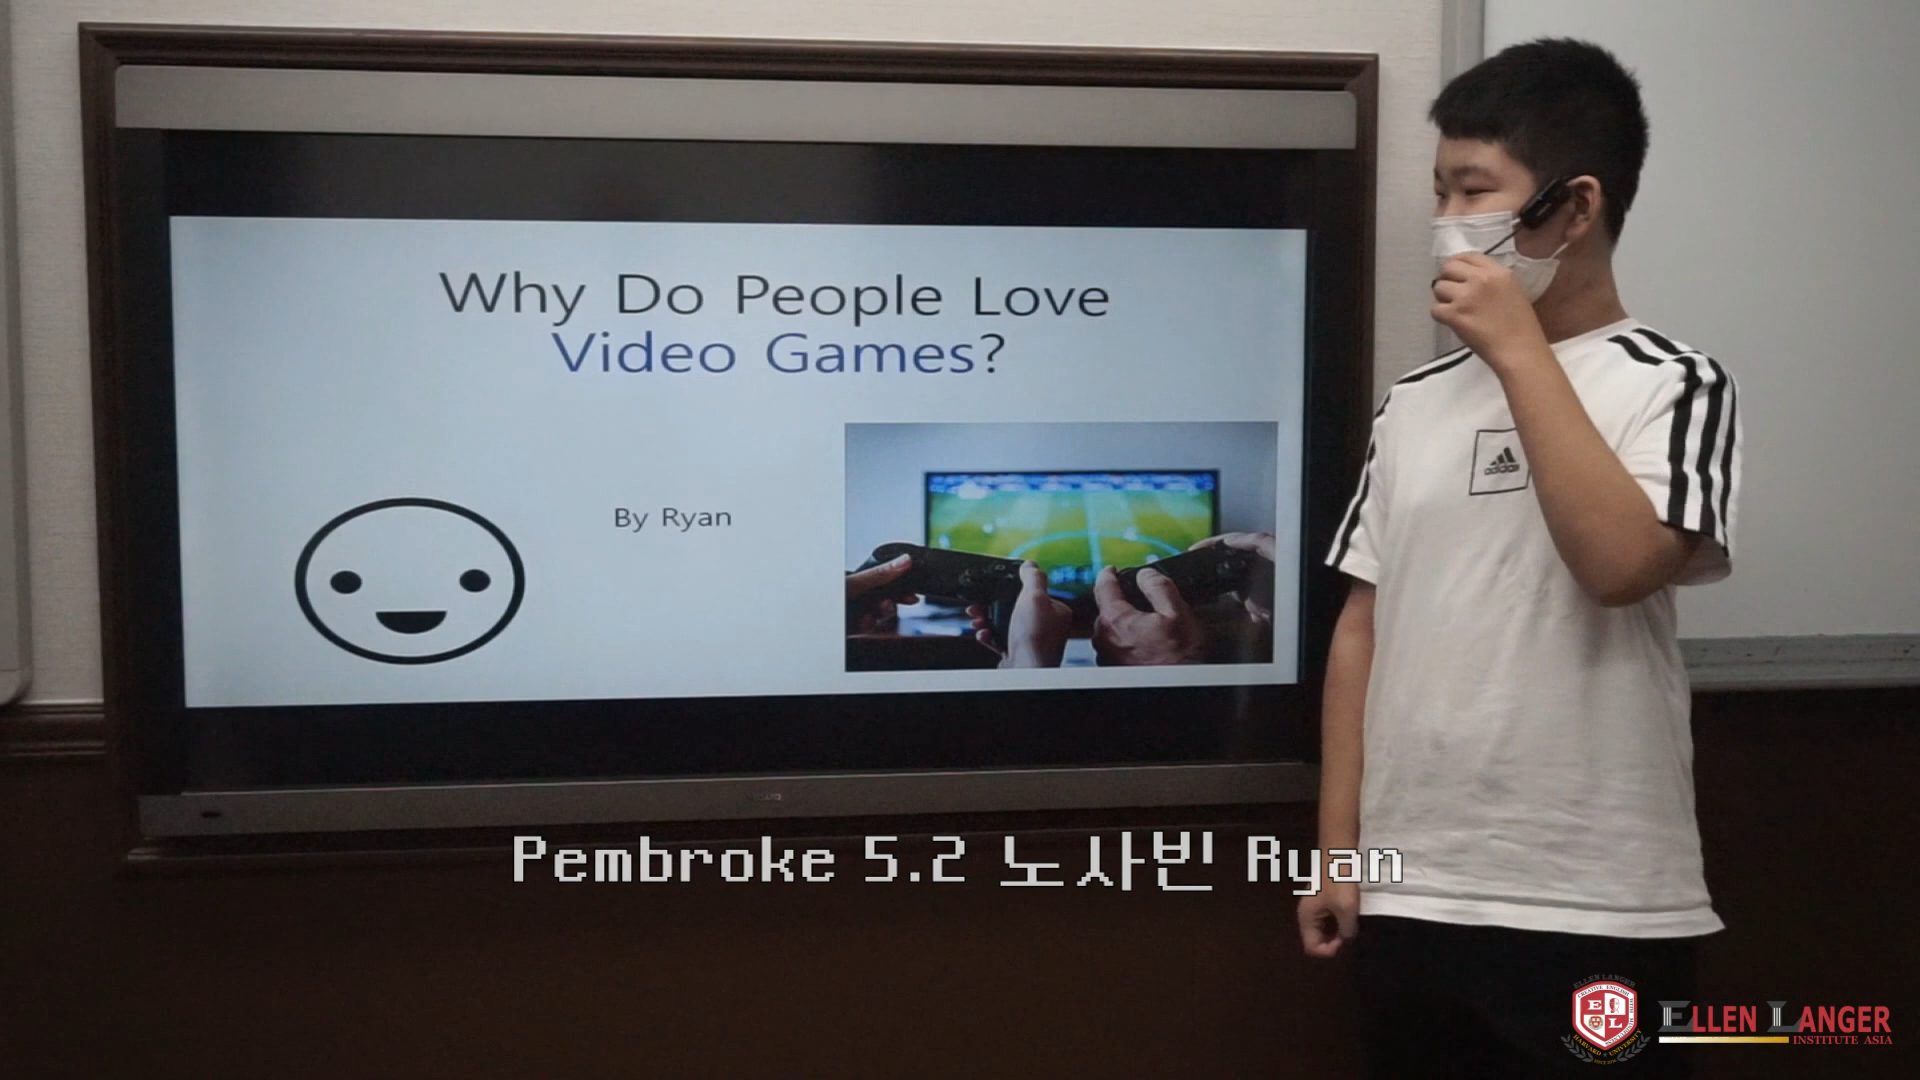 Why Do People Love
Video Games?
By Ryan
adidas
Pembroke 5.2 노사빈 Ryan
ELLEN LANGER
INSTITUTE ASIA